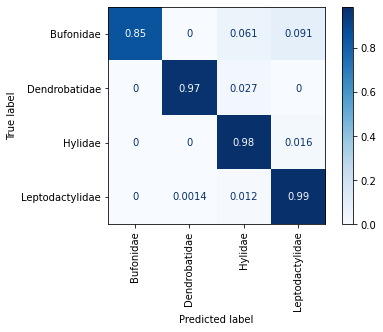 Bufonidae 0.85 0 0.061 0.091
Dendrobatidae 0 0.97 0.027 0
Hylidae 0 0 0.98 0.016
Leptodactylidae 0 0.0014 0.012 0.99
True label
Bufonidae
Dendrobatidae
Hylidae
Leptodactylidae
Predicted label
0.8
0.6
0.4
0.2
0.0